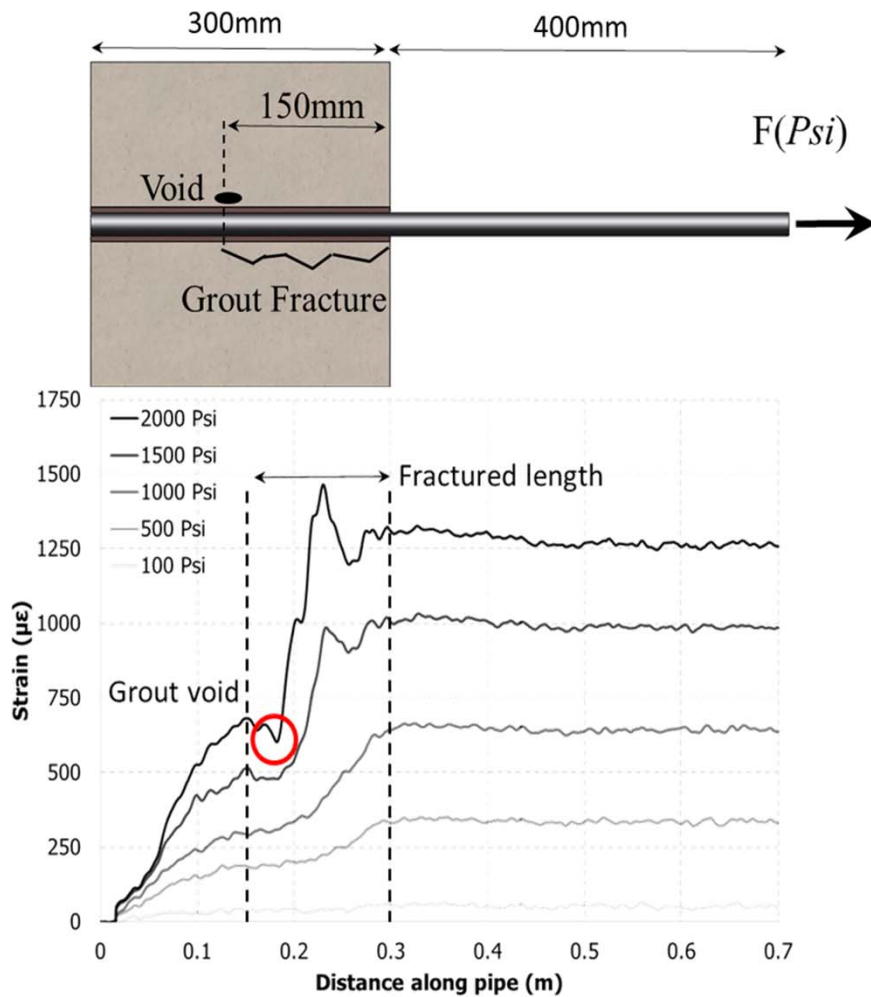 300mm
400mm
150mm
F(Psi)
Void
Grout Fracture
1750
1500
1250
1000
750
500
250
0
Strain (με)
2000 Psi
1500 Psi
1000 Psi
500 Psi
100 Psi
Fractured length
Grout void
0 0.1 0.2 0.3 0.4 0.5 0.6 0.7
Distance along pipe (m)